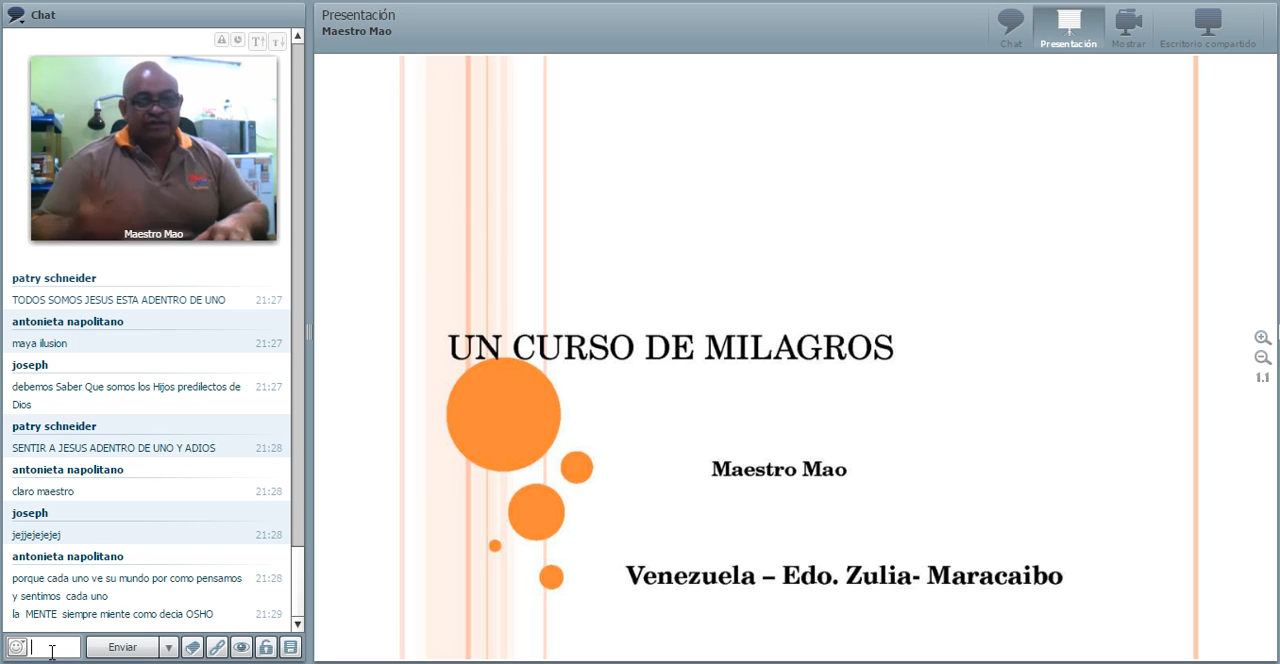 Chat
Presentación
Maestro Mao
Chat
Presentación
Mostrar
Escritorio compartido
T
T
Maestro Mao
patry schneider
TODOS SOMOS JESUS ESTA ADENTRO DE UNO 21:27
antonieta napolitano
maya ilusion 21:27
joseph
debemos Saber Que somos los Hijos predilectos de 21:27
Dios
patry schneider
SENTIR A JESUS ADENTRO DE UNO Y ADIOS 21:28
antonieta napolitano
claro maestro 21:28
joseph
jejjejejejej 21:28
antonieta napolitano
porque cada uno ve su mundo por como pensamos 21:28
y sentimos cada uno
la MENTE siempre miente como decia OSHO 21:29
Enviar
UN CURSO DE MILAGROS
Maestro Mao
Venezuela – Edo. Zulia- Maracaibo
1.1